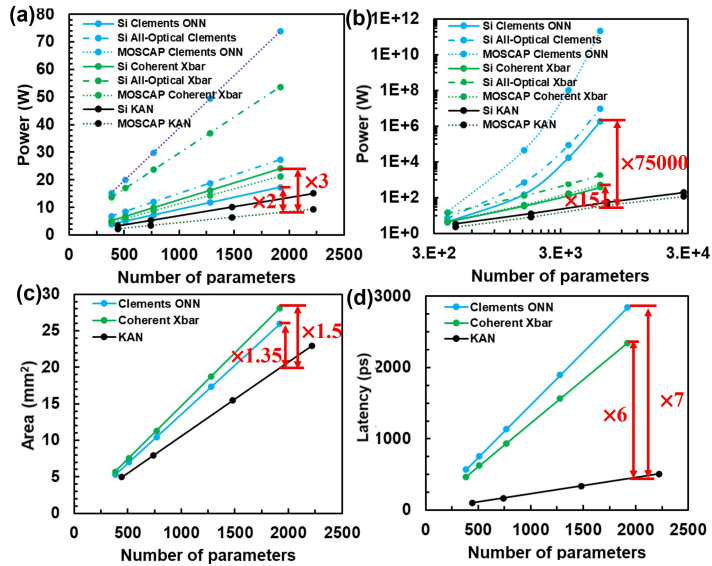 (a)
80
70
60
50
40
30
20
10
0
Power (W)
Si Clements ONN
Si All-Optical Clements
MOSCAP Clements ONN
Si Coherent Xbar
Si All-Optical Xbar
MOSCAP Coherent Xbar
Si KAN
MOSCAP KAN
×3
×2
0 500 1000 1500 2000 2500
Number of parameters
(b)
1E+12
1E+10
1E+8
1E+6
1E+4
1E+2
1E+0
Power (W)
Si Clements ONN
Si All-Optical Clements
MOSCAP Clements ONN
Si Coherent Xbar
Si All-Optical Xbar
MOSCAP Coherent Xbar
Si KAN
MOSCAP KAN
×75000
×15
3.E+2 3.E+3 3.E+4
Number of parameters
(c)
30
25
20
15
10
5
0
Area (mm²)
Clements ONN
Coherent Xbar
KAN
×1.5
×1.35
0 500 1000 1500 2000 2500
Number of parameters
(d)
3000
2000
1000
0
Latency (ps)
Clements ONN
Coherent Xbar
KAN
×7
×6
0 500 1000 1500 2000 2500
Number of parameters